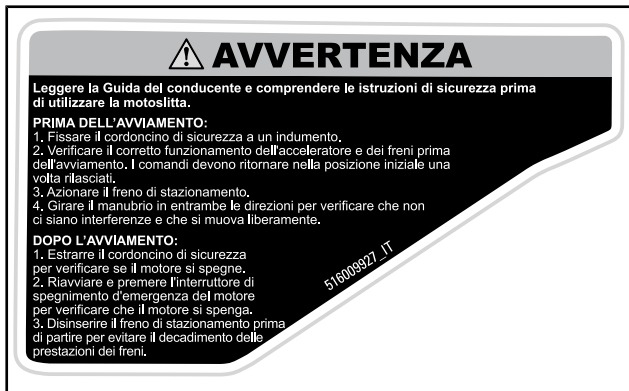 AVVERTENZA
Leggere la Guida del conducente e comprendere le istruzioni di sicurezza prima
di utilizzare la motoslitta.
PRIMA DELL'AVVIAMENTO:
1. Fissare il cordoncino di sicurezza a un indumento.
2. Verificare il corretto funzionamento dell'acceleratore e dei freni prima
dell'avviamento. I comandi devono ritornare nella posizione iniziale una
volta rilasciati.
3. Azionare il freno di stazionamento.
4. Girare il manubrio in entrambe le direzioni per verificare che non
ci siano interferenze e che si muova liberamente.
DOPO L'AVVIAMENTO:
1. Estrarre il cordoncino di sicurezza
per verificare se il motore si spegne.
2. Riavviare e premere l'interruttore di
spegnimento d'emergenza del motore
per verificare che il motore si spenga.
3. Disinserire il freno di stazionamento prima
di partire per evitare il decadimento delle
prestazioni dei freni.
516009927_IT